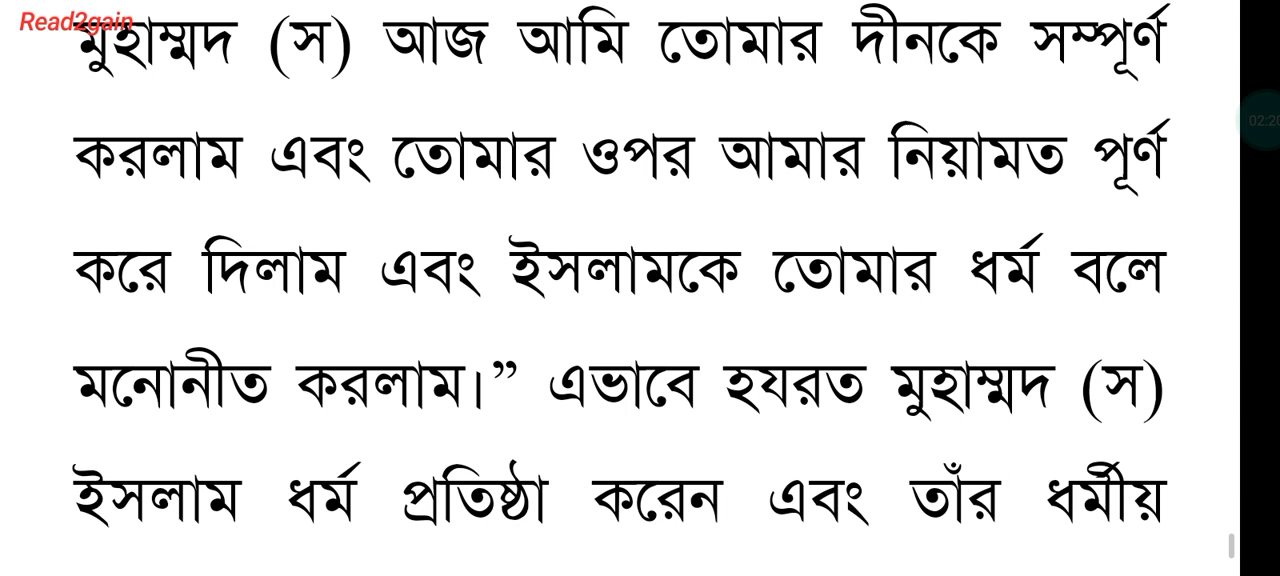 Read2gain
মুহাম্মদ (স) আজ আমি তোমার দীনকে সম্পূর্ণ
করলাম এবং তোমার ওপর আমার নিয়ামত পূর্ণ
করে দিলাম এবং ইসলামকে তোমার ধর্ম বলে
মনোনীত করলাম।” এভাবে হযরত মুহাম্মদ (স)
ইসলাম ধর্ম প্রতিষ্ঠা করেন এবং তাঁর ধর্মীয়